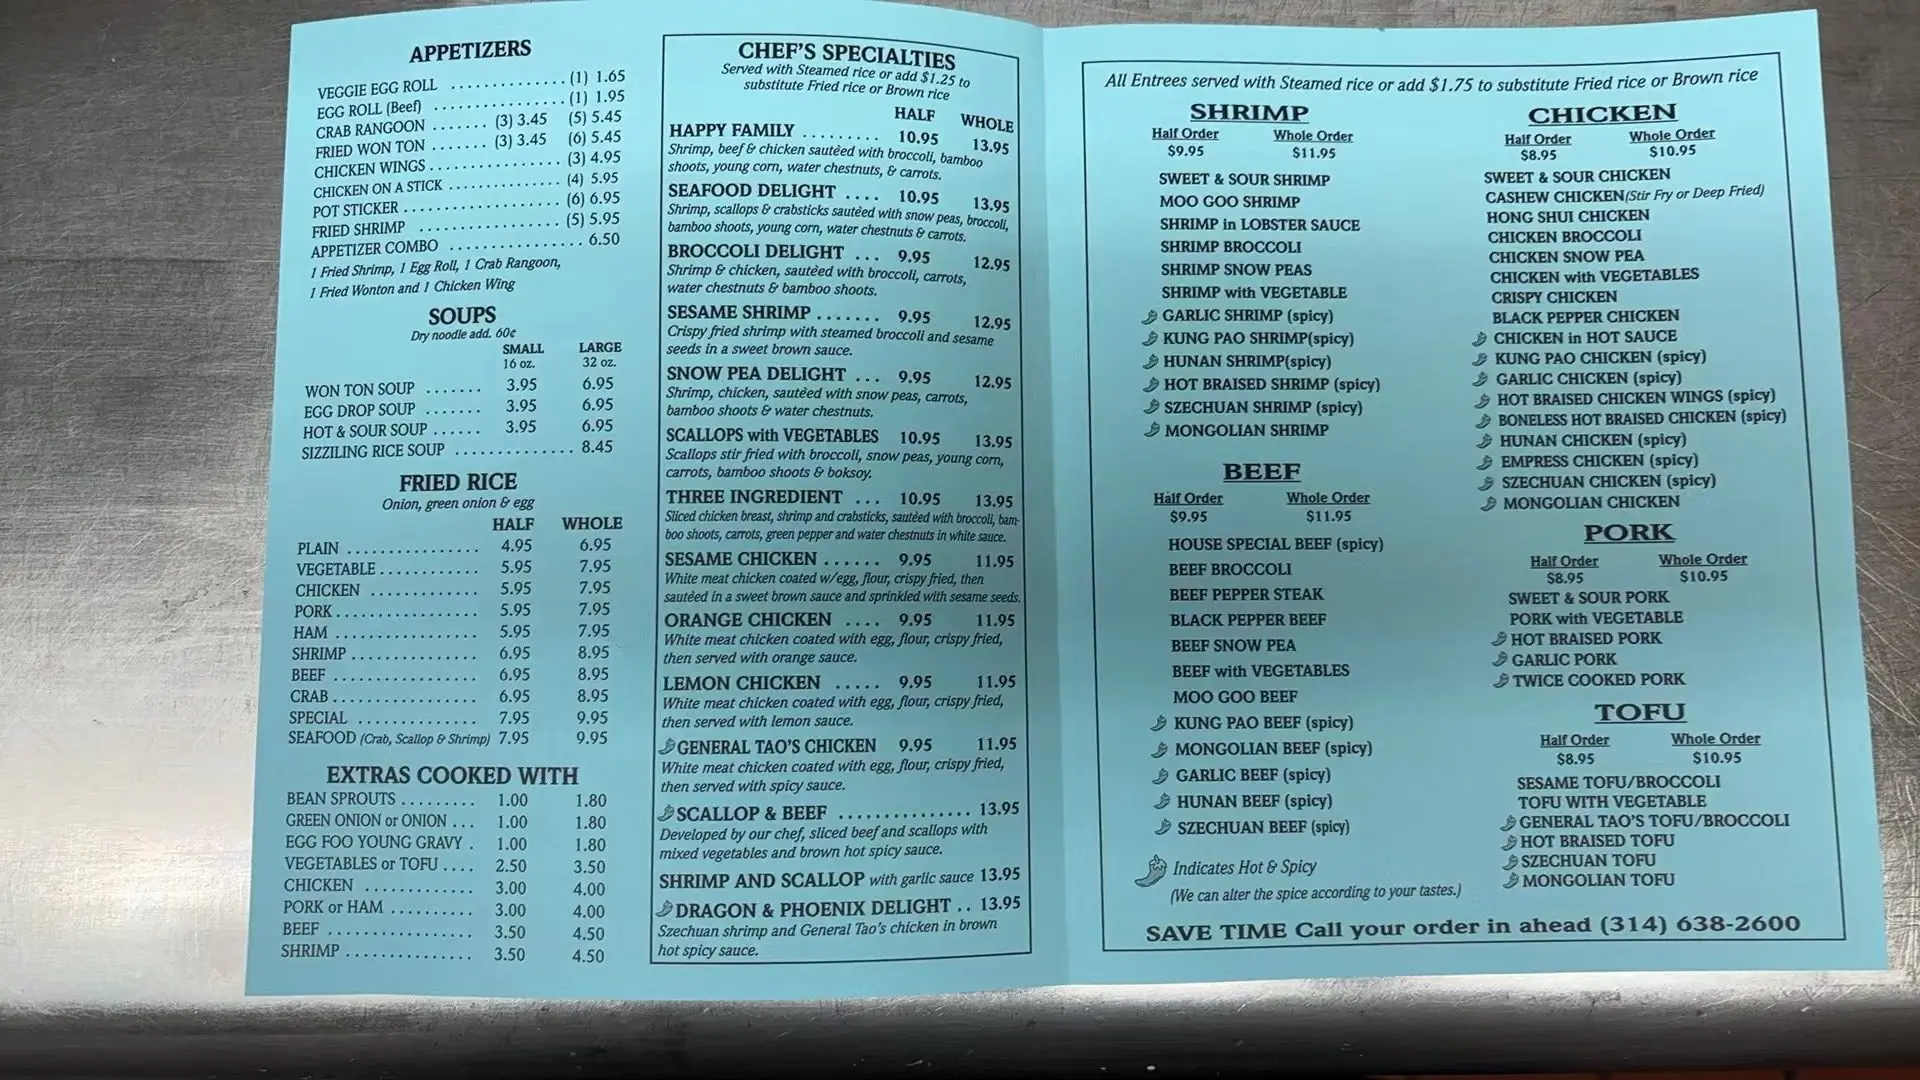 APPETIZERS
VEGGIE EGG ROLL ............. (1) 1.65
EGG ROLL (Beef) ............... (1) 1.95
CRAB RANGOON ....... (3) 3.45 (5) 5.45
FRIED WON TON ....... (3) 3.45 (6) 5.45
CHICKEN WINGS ................ (3) 4.95
CHICKEN ON A STICK ............. (4) 5.95
POT STICKER .................... (6) 6.95
FRIED SHRIMP ................. (5) 5.95
APPETIZER COMBO ................ 6.50
1 Fried Shrimp, 1 Egg Roll, 1 Crab Rangoon,
1 Fried Wonton and 1 Chicken Wing
SOUPS
Dry noodle add. 60¢
SMALL LARGE
16 oz. 32 oz.
WON TON SOUP ....... 3.95 6.95
EGG DROP SOUP ....... 3.95 6.95
HOT & SOUR SOUP ...... 3.95 6.95
SIZZILING RICE SOUP .............. 8.45
FRIED RICE
Onion, green onion & egg
HALF WHOLE
PLAIN ................ 4.95 6.95
VEGETABLE ............ 5.95 7.95
CHICKEN ............. 5.95 7.95
PORK ................. 5.95 7.95
HAM ................. 5.95 7.95
SHRIMP ............... 6.95 8.95
BEEF ................. 6.95 8.95
CRAB ................. 6.95 8.95
SPECIAL .............. 7.95 9.95
SEAFOOD (Crab, Scallop & Shrimp) 7.95 9.95
EXTRAS COOKED WITH
BEAN SPROUTS ......... 1.00 1.80
GREEN ONION or ONION ... 1.00 1.80
EGG FOO YOUNG GRAVY . 1.00 1.80
VEGETABLES or TOFU .... 2.50 3.50
CHICKEN ............. 3.00 4.00
PORK or HAM .......... 3.00 4.00
BEEF ................. 3.50 4.50
SHRIMP ............... 3.50 4.50
CHEF'S SPECIALTIES
Served with Steamed rice or add $1.25 to
substitute Fried rice or Brown rice
HALF WHOLE
HAPPY FAMILY ......... 10.95 13.95
Shrimp, beef & chicken sautèed with broccoli, bamboo
shoots, young corn, water chestnuts, & carrots.
SEAFOOD DELIGHT .... 10.95 13.95
Shrimp, scallops & crabsticks sautèed with snow peas, broccoli,
bamboo shoots, young corn, water chestnuts & carrots.
BROCCOLI DELIGHT ... 9.95 12.95
Shrimp & chicken, sautèed with broccoli, carrots,
water chestnuts & bamboo shoots.
SESAME SHRIMP ....... 9.95 12.95
Crispy fried shrimp with steamed broccoli and sesame
seeds in a sweet brown sauce.
SNOW PEA DELIGHT ... 9.95 12.95
Shrimp, chicken, sautèed with snow peas, carrots,
bamboo shoots & water chestnuts.
SCALLOPS with VEGETABLES 10.95 13.95
Scallops stir fried with broccoli, snow peas, young corn,
carrots, bamboo shoots & boksoy.
THREE INGREDIENT ... 10.95 13.95
Sliced chicken breast, shrimp and crabsticks, sautèed with broccoli, bam-
boo shoots, carrots, green pepper and water chestnuts in white sauce.
SESAME CHICKEN ...... 9.95 11.95
White meat chicken coated w/egg, flour, crispy fried, then
sautèed in a sweet brown sauce and sprinkled with sesame seeds.
ORANGE CHICKEN .... 9.95 11.95
White meat chicken coated with egg, flour, crispy fried,
then served with orange sauce.
LEMON CHICKEN ..... 9.95 11.95
White meat chicken coated with egg, flour, crispy fried,
then served with lemon sauce.
GENERAL TAO'S CHICKEN 9.95 11.95
White meat chicken coated with egg, flour, crispy fried,
then served with spicy sauce.
SCALLOP & BEEF ............... 13.95
Developed by our chef, sliced beef and scallops with
mixed vegetables and brown hot spicy sauce.
SHRIMP AND SCALLOP with garlic sauce 13.95
DRAGON & PHOENIX DELIGHT .. 13.95
Szechuan shrimp and General Tao's chicken in brown
hot spicy sauce.
All Entrees served with Steamed rice or add $1.75 to substitute Fried rice or Brown rice
SHRIMP
Half Order Whole Order
$9.95 $11.95
SWEET & SOUR SHRIMP
MOO GOO SHRIMP
SHRIMP in LOBSTER SAUCE
SHRIMP BROCCOLI
SHRIMP SNOW PEAS
SHRIMP with VEGETABLE
GARLIC SHRIMP (spicy)
KUNG PAO SHRIMP(spicy)
HUNAN SHRIMP(spicy)
HOT BRAISED SHRIMP (spicy)
SZECHUAN SHRIMP (spicy)
MONGOLIAN SHRIMP
BEEF
Half Order Whole Order
$9.95 $11.95
HOUSE SPECIAL BEEF (spicy)
BEEF BROCCOLI
BEEF PEPPER STEAK
BLACK PEPPER BEEF
BEEF SNOW PEA
BEEF with VEGETABLES
MOO GOO BEEF
KUNG PAO BEEF (spicy)
MONGOLIAN BEEF (spicy)
GARLIC BEEF (spicy)
HUNAN BEEF (spicy)
SZECHUAN BEEF (spicy)
Indicates Hot & Spicy
(We can alter the spice according to your tastes.)
CHICKEN
Half Order Whole Order
$8.95 $10.95
SWEET & SOUR CHICKEN
CASHEW CHICKEN(Stir Fry or Deep Fried)
HONG SHUI CHICKEN
CHICKEN BROCCOLI
CHICKEN SNOW PEA
CHICKEN with VEGETABLES
CRISPY CHICKEN
BLACK PEPPER CHICKEN
CHICKEN in HOT SAUCE
KUNG PAO CHICKEN (spicy)
GARLIC CHICKEN (spicy)
HOT BRAISED CHICKEN WINGS (spicy)
BONELESS HOT BRAISED CHICKEN (spicy)
HUNAN CHICKEN (spicy)
EMPRESS CHICKEN (spicy)
SZECHUAN CHICKEN (spicy)
MONGOLIAN CHICKEN
PORK
Half Order Whole Order
$8.95 $10.95
SWEET & SOUR PORK
PORK with VEGETABLE
HOT BRAISED PORK
GARLIC PORK
TWICE COOKED PORK
TOFU
Half Order Whole Order
$8.95 $10.95
SESAME TOFU/BROCCOLI
TOFU WITH VEGETABLE
GENERAL TAO'S TOFU/BROCCOLI
HOT BRAISED TOFU
SZECHUAN TOFU
MONGOLIAN TOFU
SAVE TIME Call your order in ahead (314) 638-2600